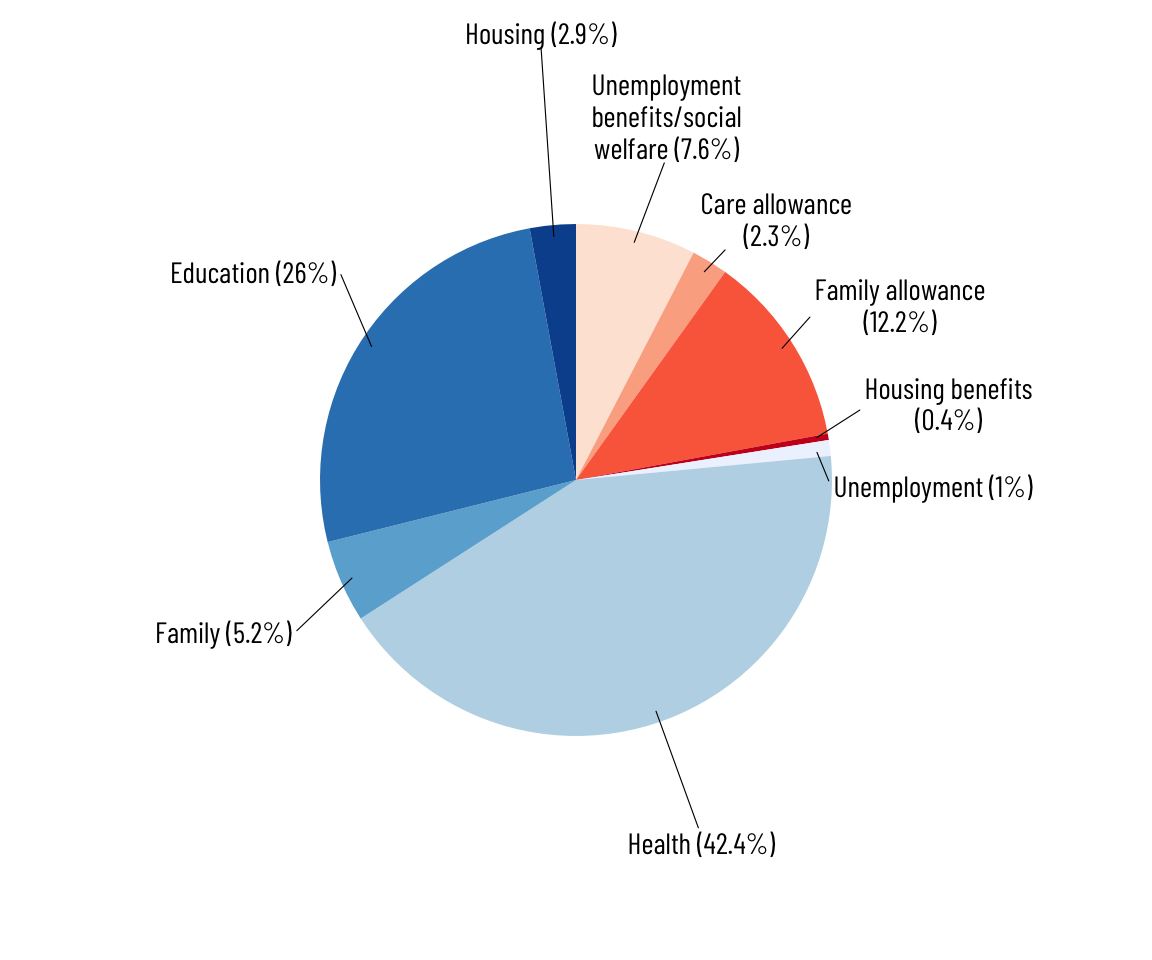 Housing (2.9%)
Unemployment
benefits/social
welfare (7.6%)
Care allowance
(2.3%)
Family allowance
(12.2%)
Housing benefits
(0.4%)
Unemployment (1%)
Health (42.4%)
Family (5.2%)
Education (26%)